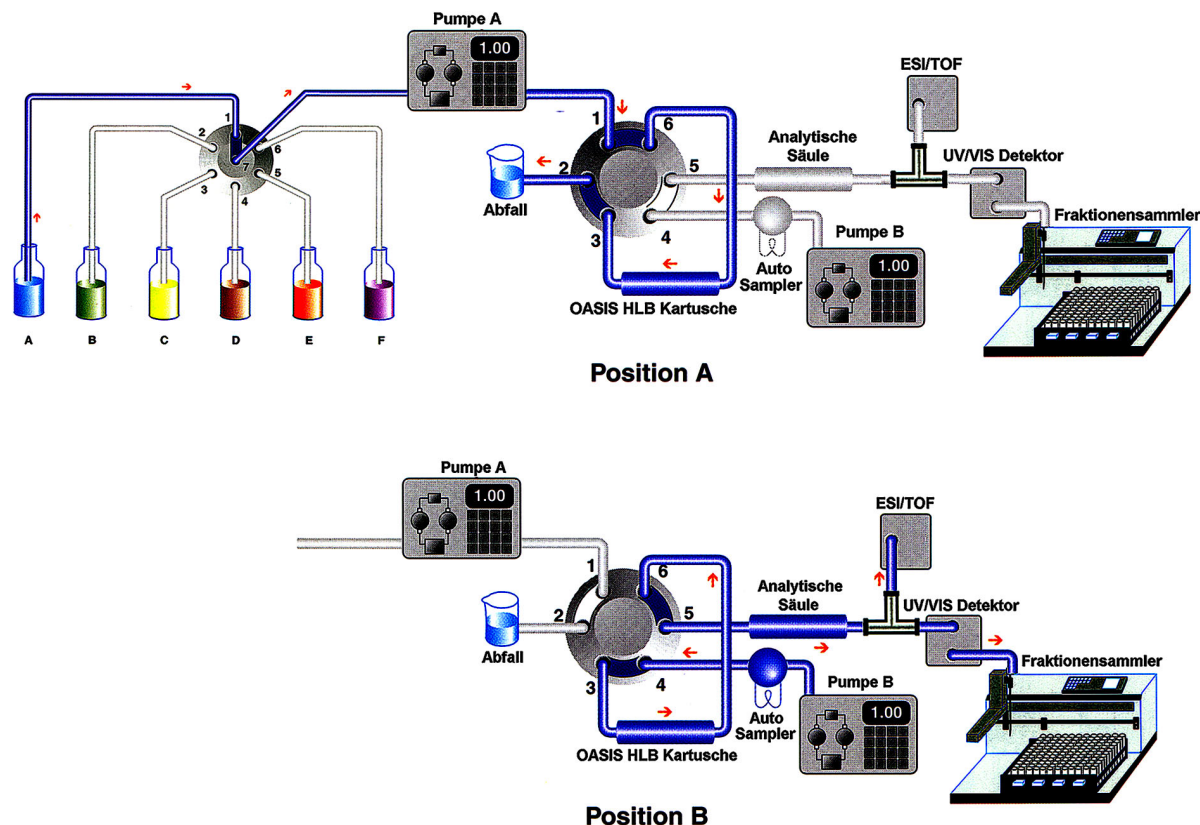 Pumpe A
1.00
ESI/TOF
1
2
3
4
5
6
7
1
2
3
4
5
6
Analytische
Säule
UV/VIS Detektor
Abfall
Fraktionensammler
Auto
Sampler
Pumpe B
1.00
OASIS HLB Kartusche
A B C D E F
Position A
Pumpe A
1.00
ESI/TOF
1
2
3
4
5
6
Analytische
Säule
UV/VIS Detektor
Abfall
Fraktionensammler
Auto
Sampler
Pumpe B
1.00
OASIS HLB Kartusche
Position B